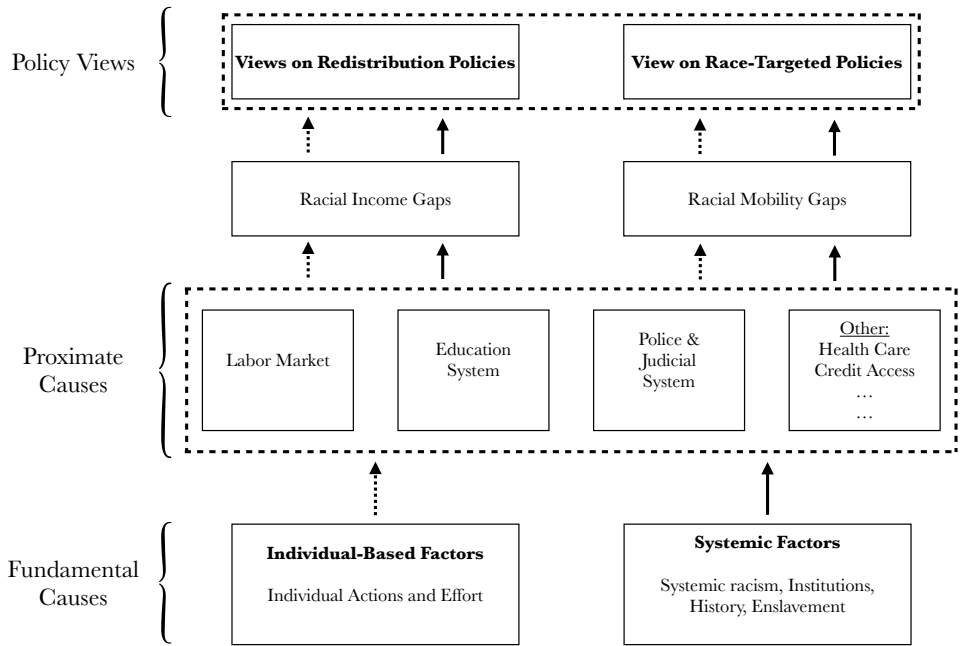 Policy Views
Views on Redistribution Policies
View on Race-Targeted Policies
Racial Income Gaps
Racial Mobility Gaps
Proximate
Causes
Labor Market
Education
System
Police &
Judicial
System
Other:
Health Care
Credit Access
…
…
Fundamental
Causes
Individual-Based Factors
Individual Actions and Effort
Systemic Factors
Systemic racism, Institutions,
History, Enslavement